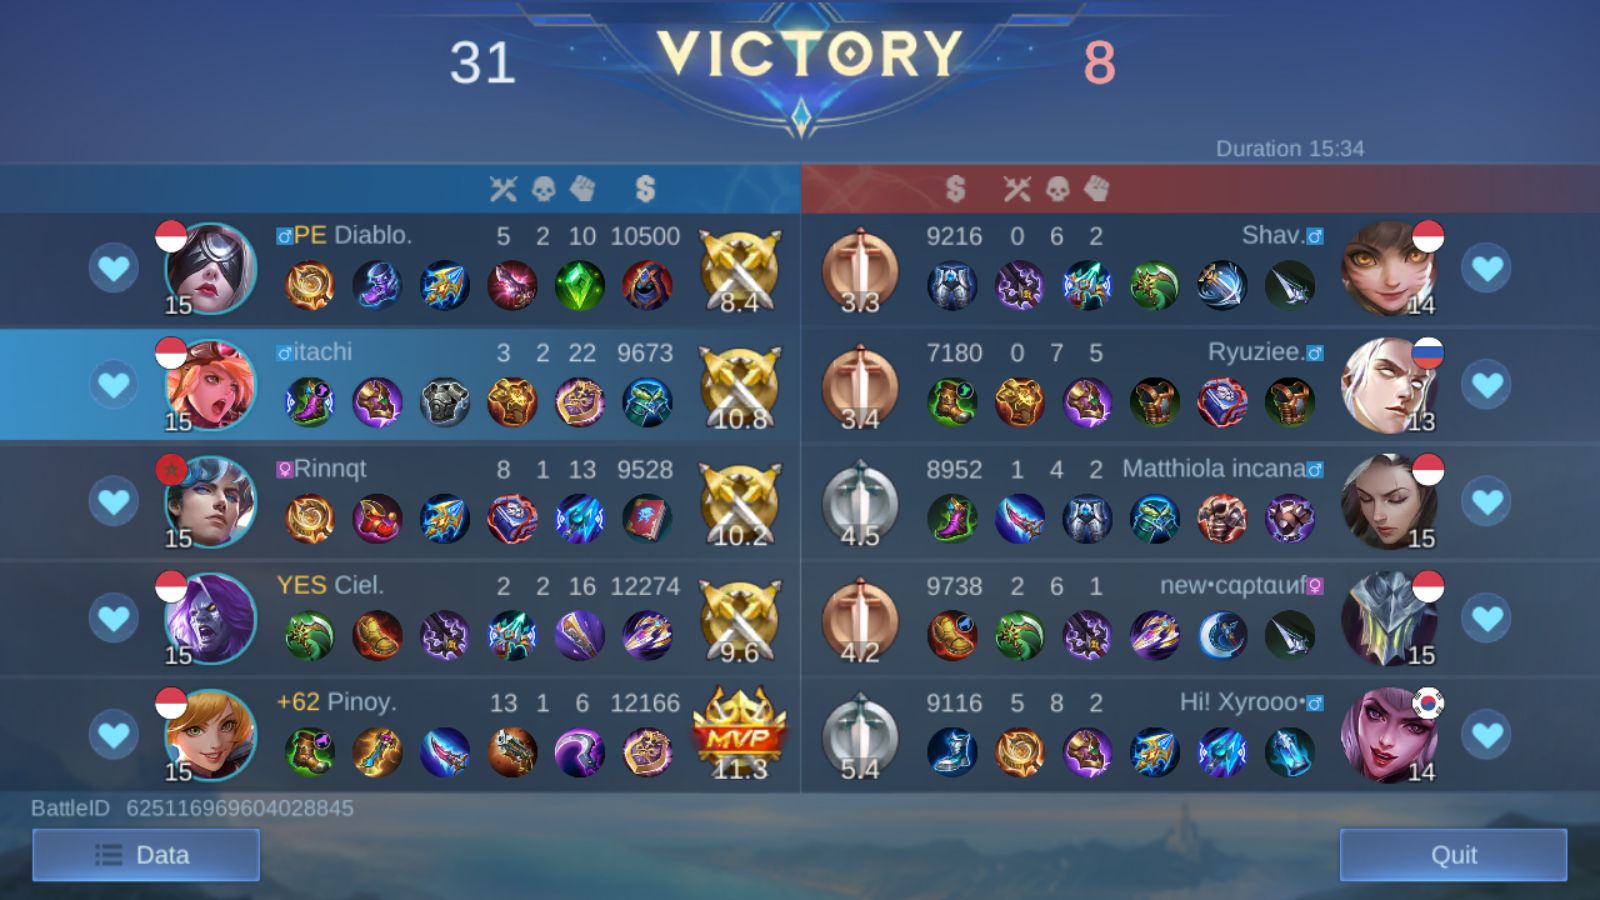 31 VICTORY 8
Duration 15:34
PE Diablo. 5 2 10 10500
15 8.4
9216 0 6 2 Shav.
3.3 14
itachi 3 2 22 9673
15 10.8
7180 0 7 5 Ryuziee.
3.4 13
Rinnqt 8 1 13 9528
15 10.2
8952 1 4 2 Matthiola incana
4.5 15
YES Ciel. 2 2 16 12274
15 9.6
9738 2 6 1 new•cαρtαιиf
4.2 15
+62 Pinoy. 13 1 6 12166
15 MVP 11.3
9116 5 8 2 Hi! Xyrooo•
5.4 14
BattleID 625116969604028845
Data
Quit